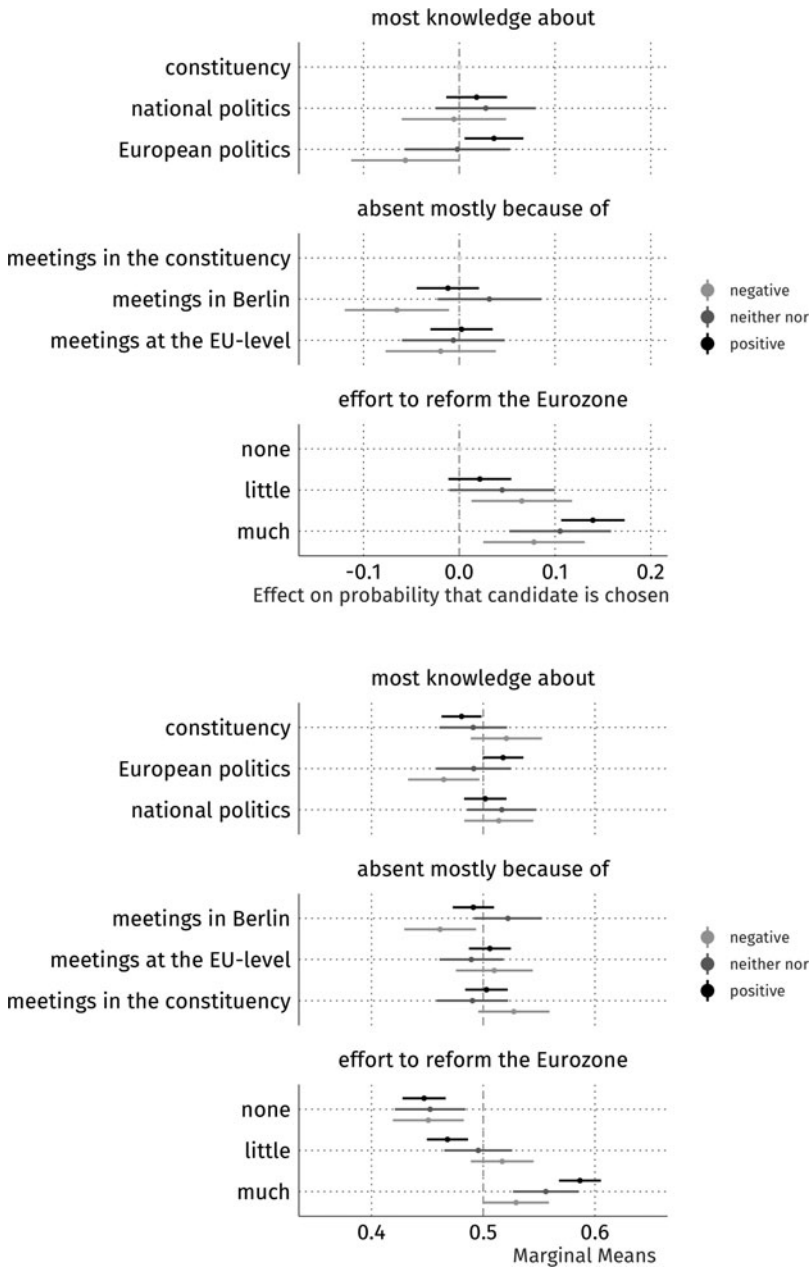 most knowledge about
constituency
national politics
European politics
absent mostly because of
meetings in the constituency
meetings in Berlin
meetings at the EU-level
negative
neither nor
positive
effort to reform the Eurozone
none
little
much
-0.1 0.0 0.1 0.2
Effect on probability that candidate is chosen
most knowledge about
constituency
European politics
national politics
absent mostly because of
meetings in Berlin
meetings at the EU-level
meetings in the constituency
negative
neither nor
positive
effort to reform the Eurozone
none
little
much
0.4 0.5 0.6
Marginal Means